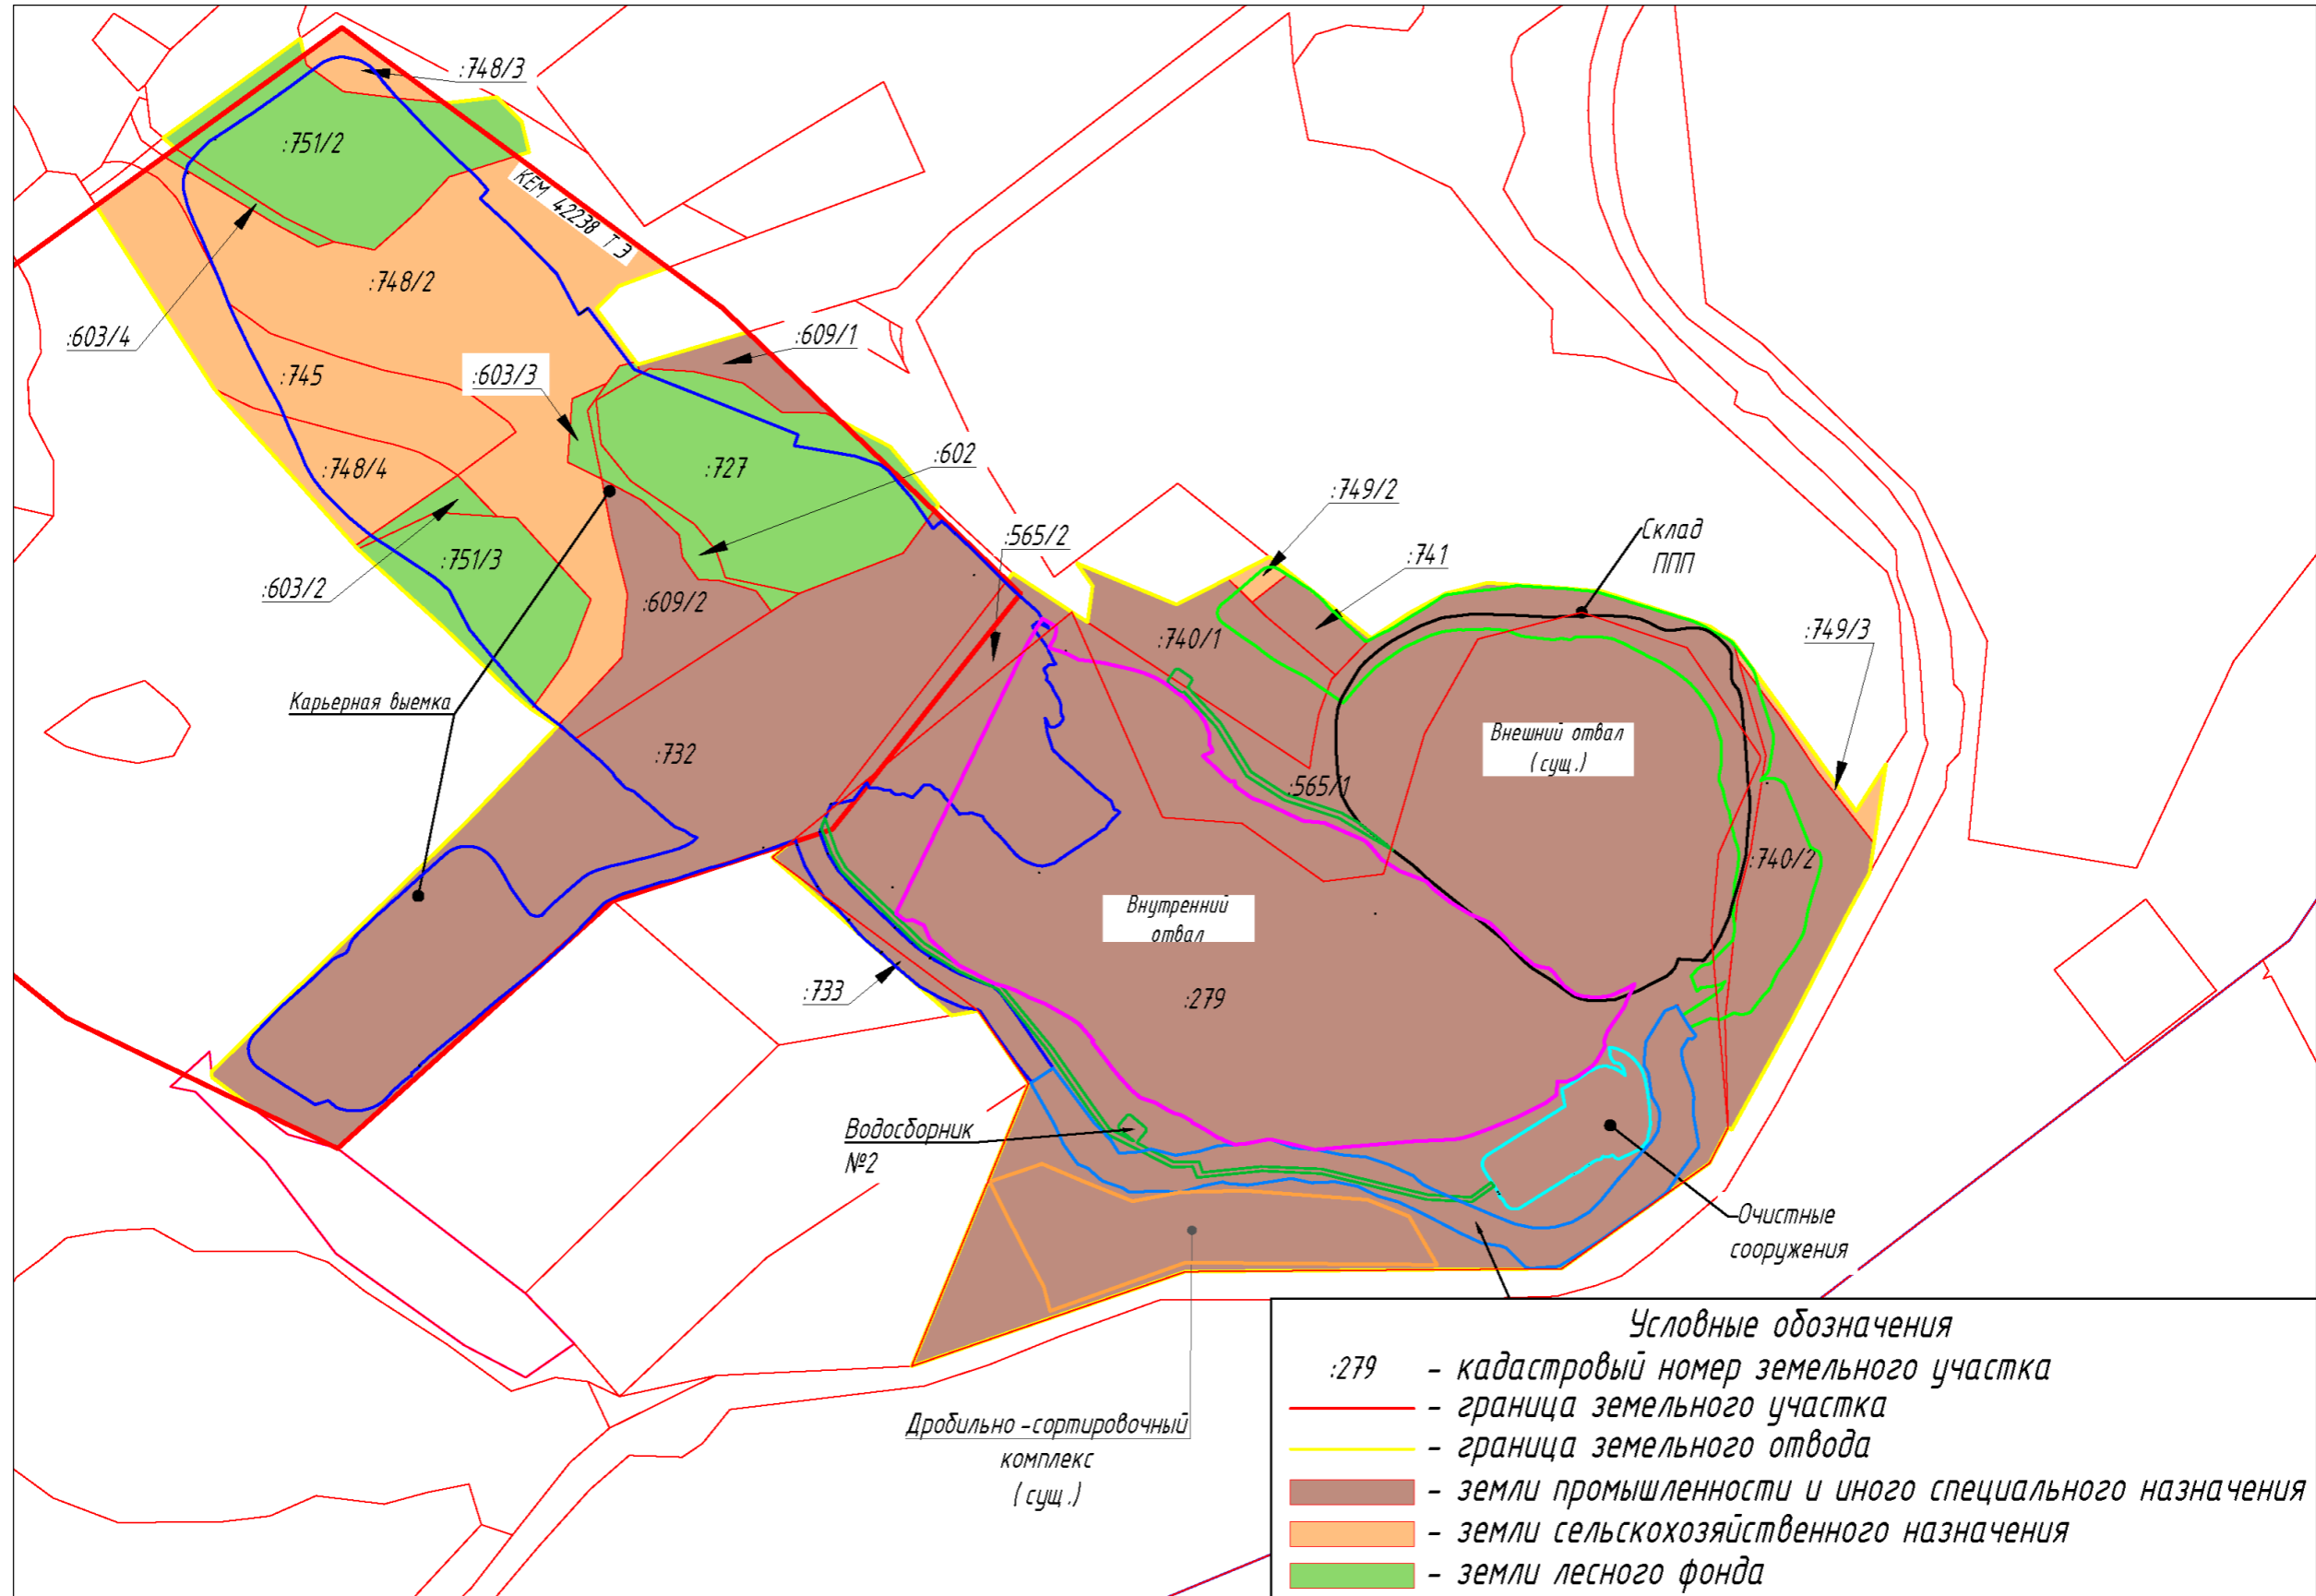 :748/3
:751/2
КЕМ 42238 ТЭ
:748/2
:603/4
:609/1
:745
:603/3
:748/4
:727
:602
:749/2
:565/2
:741
Склад
ППП
:751/3
:603/2
:609/2
:740/1
:749/3
Карьерная выемка
:732
Внешний отвал
(сущ.)
:565/1
:740/2
Внутренний
отвал
:733
:279
Водосборник
№2
Очистные
сооружения
Дробильно-сортировочный
комплекс
(сущ.)
Условные обозначения
:279 - кадастровый номер земельного участка
- граница земельного участка
- граница земельного отвода
- земли промышленности и иного специального назначения
- земли сельскохозяйственного назначения
- земли лесного фонда